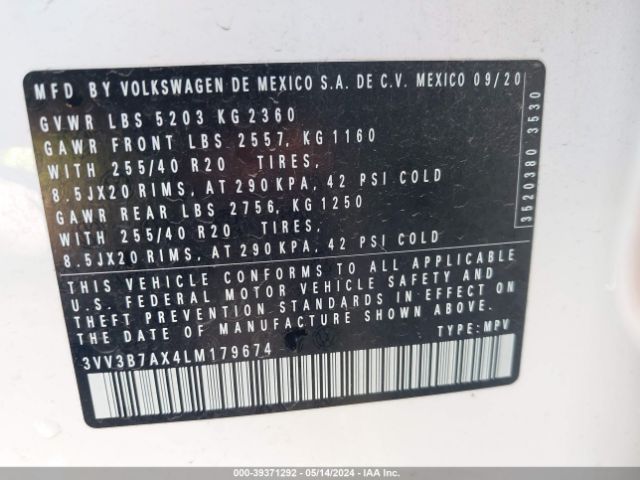 MFD BY VOLKSWAGEN DE MEXICO S.A. DE C.V. MEXICO 09/20
GVWR LBS 5203 KG 2360
GAWR FRONT LBS 2557, KG 1160
WITH 255/40 R20 TIRES,
8.5JX20 RIMS, AT 290 KPA, 42 PSI COLD
GAWR REAR LBS 2756, KG 1250
WITH 255/40 R20 TIRES,
8.5JX20 RIMS, AT 290 KPA, 42 PSI COLD
THIS VEHICLE CONFORMS TO ALL APPLICABLE
U.S. FEDERAL MOTOR VEHICLE SAFETY AND
THEFT PREVENTION STANDARDS IN EFFECT ON
THE DATE OF MANUFACTURE SHOWN ABOVE.
3VV3B7AX4LM179674 TYPE: MPV
3520380 3530
000-39371292 - 05/14/2024 - IAA Inc.